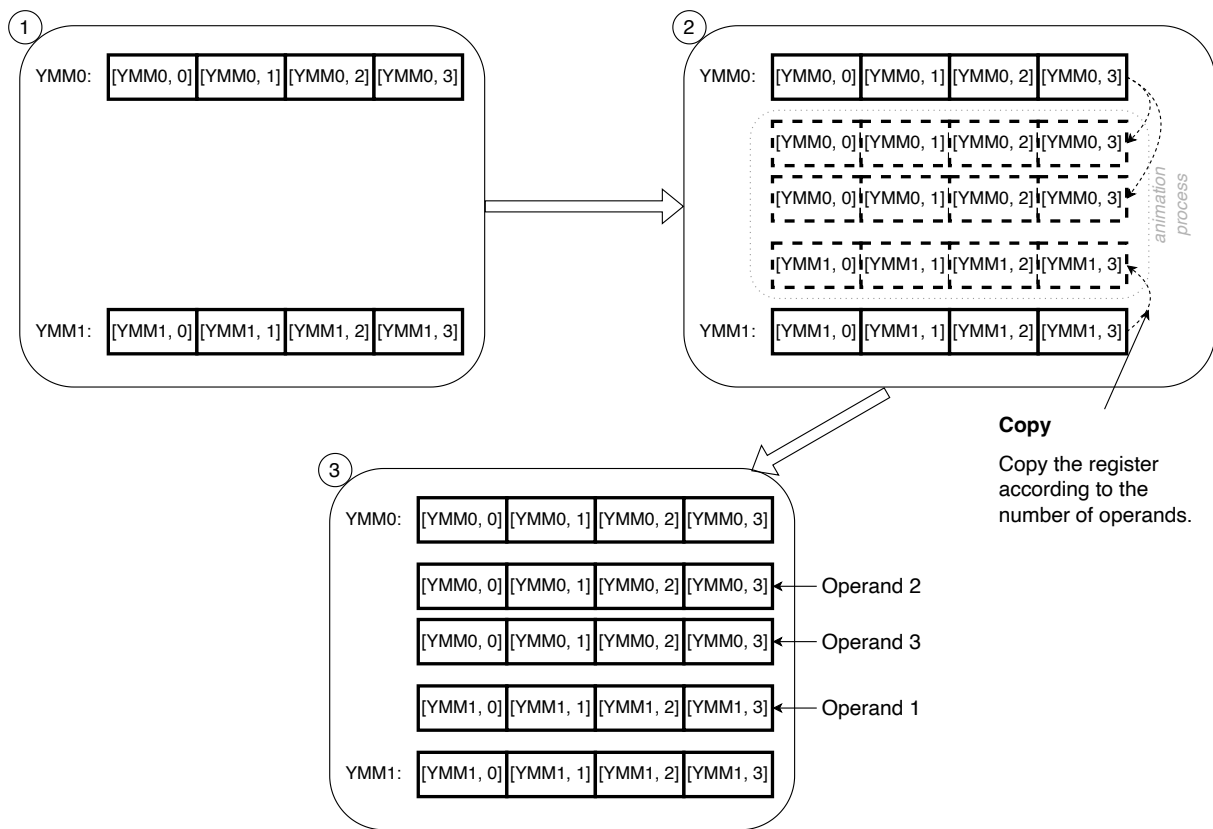 1
YMM0: [YMM0, 0] [YMM0, 1] [YMM0, 2] [YMM0, 3]
YMM1: [YMM1, 0] [YMM1, 1] [YMM1, 2] [YMM1, 3]
2
YMM0: [YMM0, 0] [YMM0, 1] [YMM0, 2] [YMM0, 3]
[YMM0, 0] [YMM0, 1] [YMM0, 2] [YMM0, 3]
[YMM0, 0] [YMM0, 1] [YMM0, 2] [YMM0, 3]
[YMM1, 0] [YMM1, 1] [YMM1, 2] [YMM1, 3]
YMM1: [YMM1, 0] [YMM1, 1] [YMM1, 2] [YMM1, 3]
animation
process
Copy
Copy the register
according to the
number of operands.
3
YMM0: [YMM0, 0] [YMM0, 1] [YMM0, 2] [YMM0, 3]
[YMM0, 0] [YMM0, 1] [YMM0, 2] [YMM0, 3] Operand 2
[YMM0, 0] [YMM0, 1] [YMM0, 2] [YMM0, 3] Operand 3
[YMM1, 0] [YMM1, 1] [YMM1, 2] [YMM1, 3] Operand 1
YMM1: [YMM1, 0] [YMM1, 1] [YMM1, 2] [YMM1, 3]